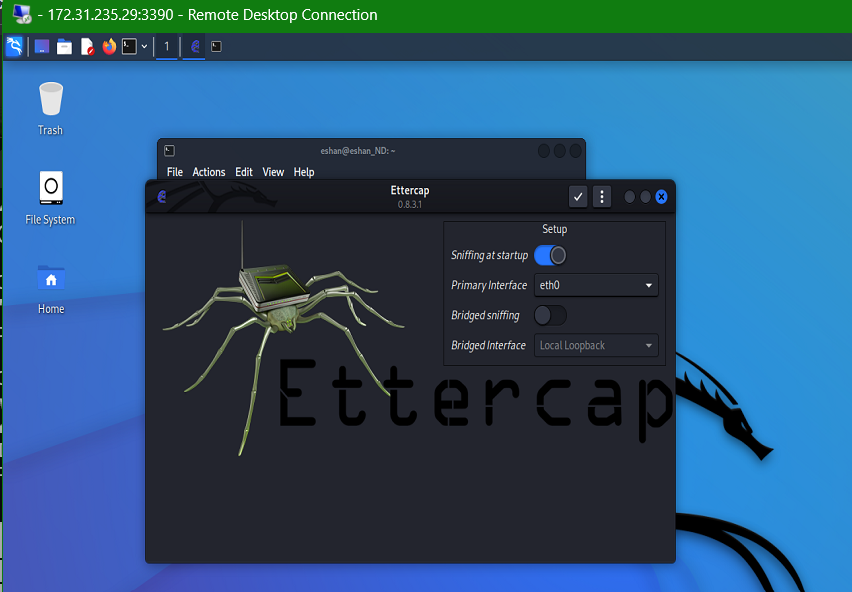 - 172.31.235.29:3390 - Remote Desktop Connection
1
Trash
File System
Home
eshan@eshan_ND: ~
File Actions Edit View Help
Ettercap
0.8.3.1
Setup
Sniffing at startup
Primary Interface eth0
Bridged sniffing
Bridged Interface Local Loopback
Ettercap